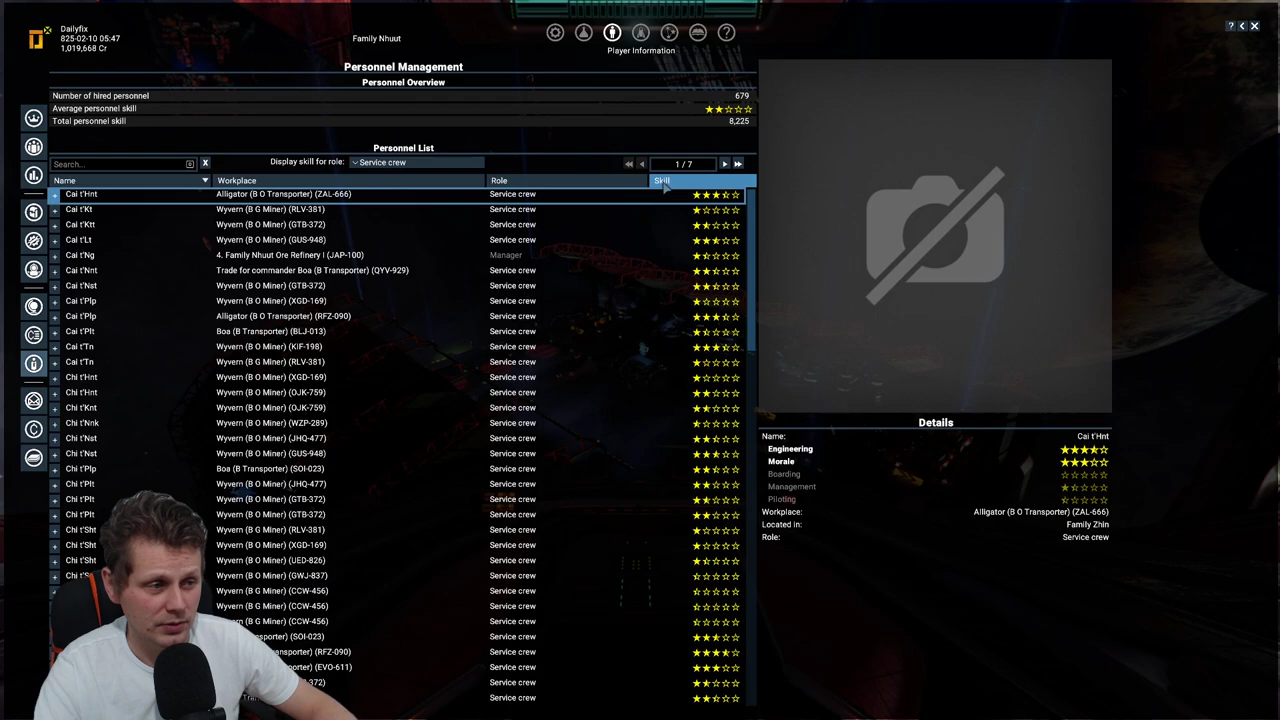 Dailyfix
825-02-10 05:47
1,019,668 Cr
Family Nhuut
Player Information
Personnel Management
Personnel Overview
Number of hired personnel 679
Average personnel skill
Total personnel skill 8,225
Personnel List
Search... x Display skill for role: Service crew 1 / 7
Name Workplace Role Skill
Cai t'Hnt Alligator (B O Transporter) (ZAL-666) Service crew
Cai t'Kt Wyvern (B G Miner) (RLV-381) Service crew
Cai t'Ktt Wyvern (B O Miner) (GTB-372) Service crew
Cai t'Lt Wyvern (B O Miner) (GUS-948) Service crew
Cai t'Ng 4. Family Nhuut Ore Refinery I (JAP-100) Manager
Cai t'Nnt Trade for commander Boa (B Transporter) (QYV-929) Service crew
Cai t'Nst Wyvern (B O Miner) (GTB-372) Service crew
Cai t'Plp Wyvern (B O Miner) (XGD-169) Service crew
Cai t'Plp Alligator (B O Transporter) (RFZ-090) Service crew
Cai t'Plt Boa (B Transporter) (BLJ-013) Service crew
Cai t'Tn Wyvern (B O Miner) (KIF-198) Service crew
Cai t'Tn Wyvern (B G Miner) (RLV-381) Service crew
Chi t'Hnt Wyvern (B O Miner) (XGD-169) Service crew
Chi t'Hnt Wyvern (B O Miner) (OJK-759) Service crew
Chi t'Knt Wyvern (B O Miner) (OJK-759) Service crew
Chi t'Nnk Wyvern (B O Miner) (WZP-289) Service crew
Chi t'Nst Wyvern (B O Miner) (JHQ-477) Service crew
Chi t'Nst Wyvern (B O Miner) (GUS-948) Service crew
Chi t'Plp Boa (B Transporter) (SOI-023) Service crew
Chi t'Plt Wyvern (B O Miner) (JHQ-477) Service crew
Chi t'Plt Wyvern (B O Miner) (GTB-372) Service crew
Chi t'Plt Wyvern (B O Miner) (GTB-372) Service crew
Chi t'Sht Wyvern (B G Miner) (RLV-381) Service crew
Chi t'Sht Wyvern (B O Miner) (XGD-169) Service crew
Chi t'Sht Wyvern (B O Miner) (UED-826) Service crew
Wyvern (B O Miner) (GWJ-837) Service crew
Wyvern (B G Miner) (CCW-456) Service crew
Wyvern (B G Miner) (CCW-456) Service crew
Wyvern (B G Miner) (CCW-456) Service crew
(SOI-023) Service crew
(RFZ-090) Service crew
(EVO-611) Service crew
Service crew
Service crew
Details
Name: Cai t'Hnt
Engineering
Morale
Boarding
Management
Piloting
Workplace: Alligator (B O Transporter) (ZAL-666)
Located in: Family Zhin
Role: Service crew